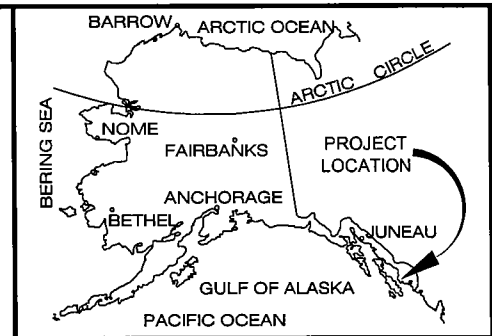 BARROW
ARCTIC OCEAN
ARCTIC CIRCLE
BERING SEA
NOME
FAIRBANKS
PROJECT
LOCATION
ANCHORAGE
BETHEL
JUNEAU
GULF OF ALASKA
PACIFIC OCEAN